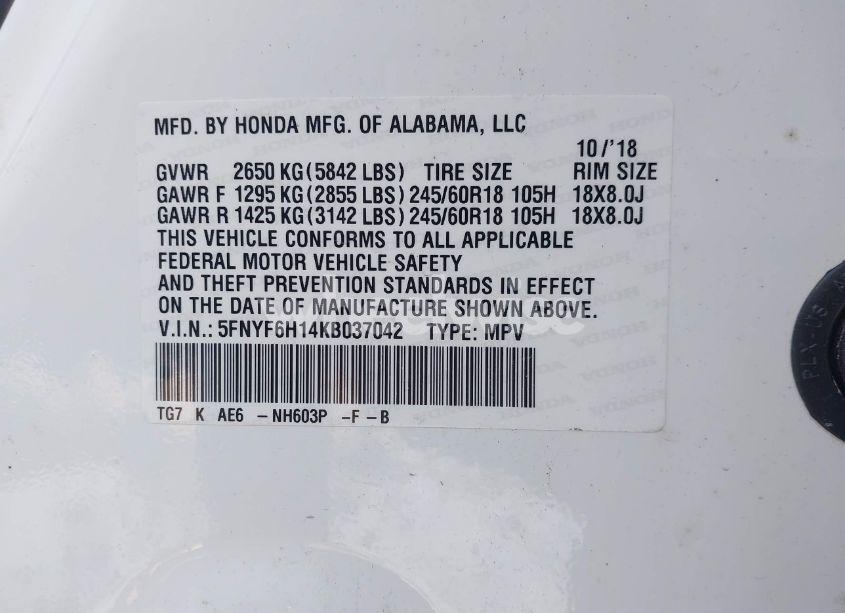 MFD. BY HONDA MFG. OF ALABAMA, LLC
10/'18
GVWR 2650 KG(5842 LBS) TIRE SIZE RIM SIZE
GAWR F 1295 KG(2855 LBS) 245/60R18 105H 18X8.0J
GAWR R 1425 KG(3142 LBS) 245/60R18 105H 18X8.0J
THIS VEHICLE CONFORMS TO ALL APPLICABLE
FEDERAL MOTOR VEHICLE SAFETY
AND THEFT PREVENTION STANDARDS IN EFFECT
ON THE DATE OF MANUFACTURE SHOWN ABOVE.
V.I.N.: 5FNYF6H14KB037042 TYPE: MPV
TG7 K AE6 -NH603P -F -B